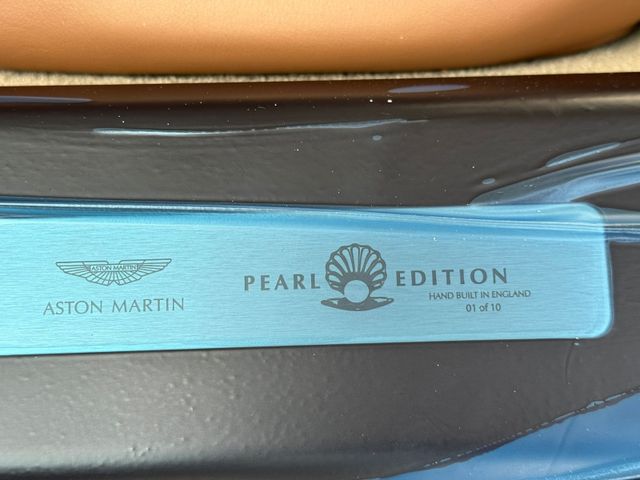 ASTON MARTIN
ASTON MARTIN
PEARL EDITION
HAND BUILT IN ENGLAND
01 of 10